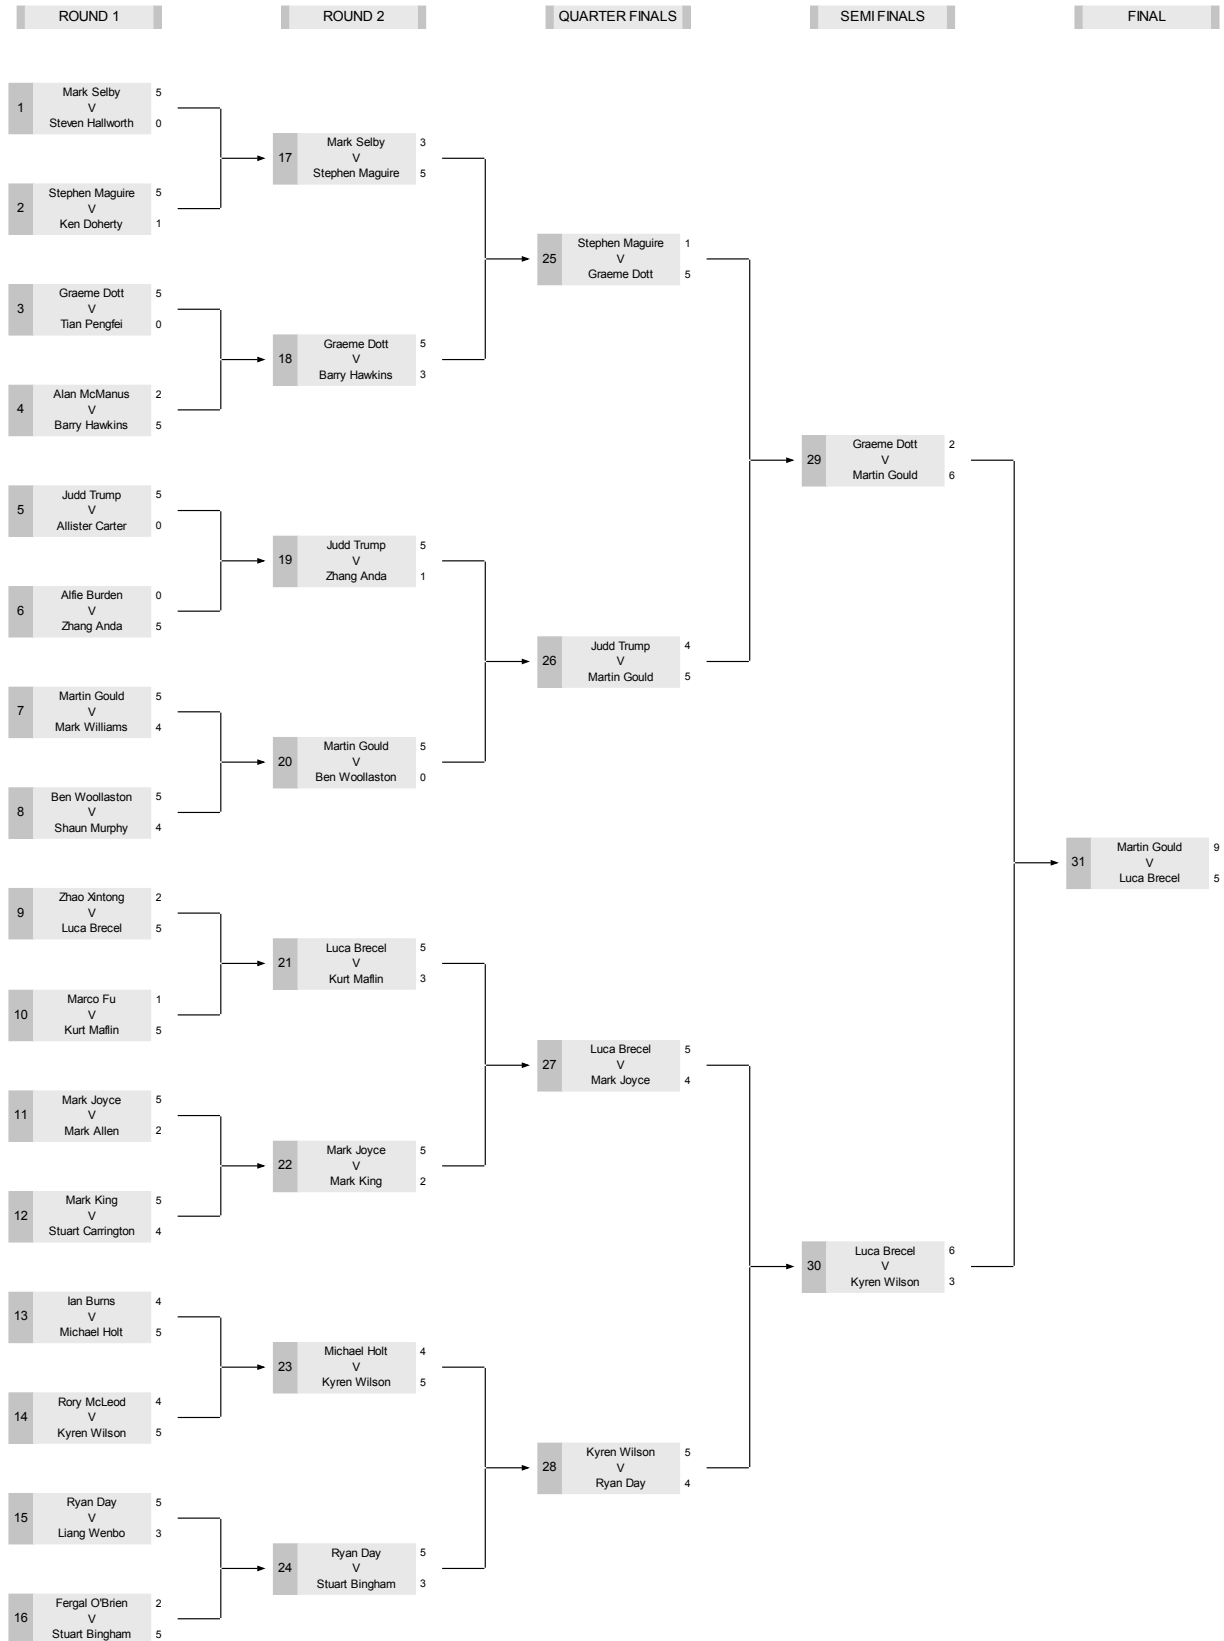 ROUND 1
ROUND 2
QUARTER FINALS
SEMI FINALS
FINAL
1
Mark Selby 5
V
Steven Hallworth 0
2
Stephen Maguire 5
V
Ken Doherty 1
3
Graeme Dott 5
V
Tian Pengfei 0
4
Alan McManus 2
V
Barry Hawkins 5
5
Judd Trump 5
V
Allister Carter 0
6
Alfie Burden 0
V
Zhang Anda 5
7
Martin Gould 5
V
Mark Williams 4
8
Ben Woollaston 5
V
Shaun Murphy 4
9
Zhao Xintong 2
V
Luca Brecel 5
10
Marco Fu 1
V
Kurt Maflin 5
11
Mark Joyce 5
V
Mark Allen 2
12
Mark King 5
V
Stuart Carrington 4
13
Ian Burns 4
V
Michael Holt 5
14
Rory McLeod 4
V
Kyren Wilson 5
15
Ryan Day 5
V
Liang Wenbo 3
16
Fergal O'Brien 2
V
Stuart Bingham 5
17
Mark Selby 3
V
Stephen Maguire 5
18
Graeme Dott 5
V
Barry Hawkins 3
19
Judd Trump 5
V
Zhang Anda 1
20
Martin Gould 5
V
Ben Woollaston 0
21
Luca Brecel 5
V
Kurt Maflin 3
22
Mark Joyce 5
V
Mark King 2
23
Michael Holt 4
V
Kyren Wilson 5
24
Ryan Day 5
V
Stuart Bingham 3
25
Stephen Maguire 1
V
Graeme Dott 5
26
Judd Trump 4
V
Martin Gould 5
27
Luca Brecel 5
V
Mark Joyce 4
28
Kyren Wilson 5
V
Ryan Day 4
29
Graeme Dott 2
V
Martin Gould 6
30
Luca Brecel 6
V
Kyren Wilson 3
31
Martin Gould 9
V
Luca Brecel 5